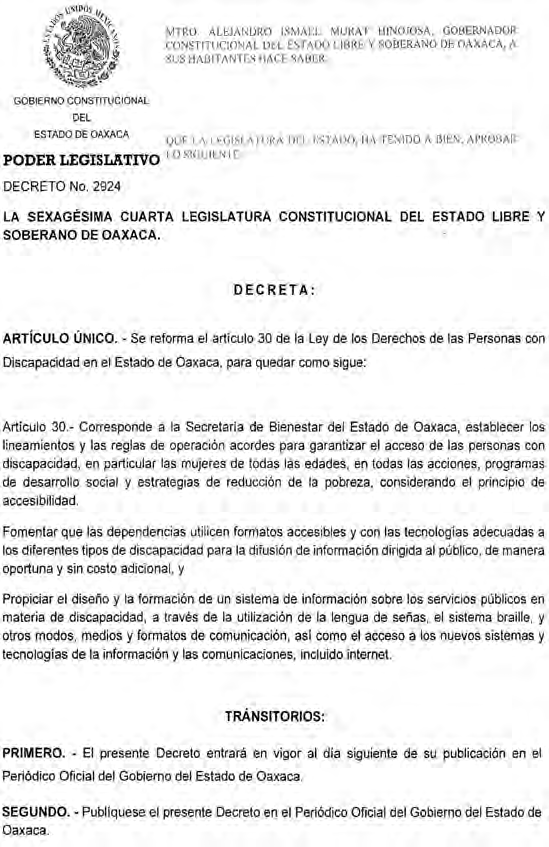 ESTADOS UNIDOS MEXICANOS
MTRO. ALEJANDRO ISMAEL MURAT HINOJOSA, GOBERNADOR
CONSTITUCIONAL DEL ESTADO LIBRE Y SOBERANO DE OAXACA, A
SUS HABITANTES HACE SABER:
GOBIERNO CONSTITUCIONAL
DEL
ESTADO DE OAXACA
QUE LA LEGISLATURA DEL ESTADO, HA TENIDO A BIEN, APROBAR
LO SIGUIENTE:
PODER LEGISLATIVO
DECRETO No. 2924
LA SEXAGÉSIMA CUARTA LEGISLATURA CONSTITUCIONAL DEL ESTADO LIBRE Y
SOBERANO DE OAXACA.
DECRETA:
ARTÍCULO ÚNICO. - Se reforma el artículo 30 de la Ley de los Derechos de las Personas con
Discapacidad en el Estado de Oaxaca, para quedar como sigue:
Artículo 30.- Corresponde a la Secretaría de Bienestar del Estado de Oaxaca, establecer los
lineamientos y las reglas de operación acordes para garantizar el acceso de las personas con
discapacidad, en particular las mujeres de todas las edades, en todas las acciones, programas
de desarrollo social y estrategias de reducción de la pobreza, considerando el principio de
accesibilidad.
Fomentar que las dependencias utilicen formatos accesibles y con las tecnologías adecuadas a
los diferentes tipos de discapacidad para la difusión de información dirigida al público, de manera
oportuna y sin costo adicional, y
Propiciar el diseño y la formación de un sistema de información sobre los servicios públicos en
materia de discapacidad, a través de la utilización de la lengua de señas, el sistema braille, y
otros modos, medios y formatos de comunicación, así como el acceso a los nuevos sistemas y
tecnologías de la información y las comunicaciones, incluido internet.
TRÁNSITORIOS:
PRIMERO. - El presente Decreto entrará en vigor al día siguiente de su publicación en el
Periódico Oficial del Gobierno del Estado de Oaxaca.
SEGUNDO. - Publíquese el presente Decreto en el Periódico Oficial del Gobierno del Estado de
Oaxaca.